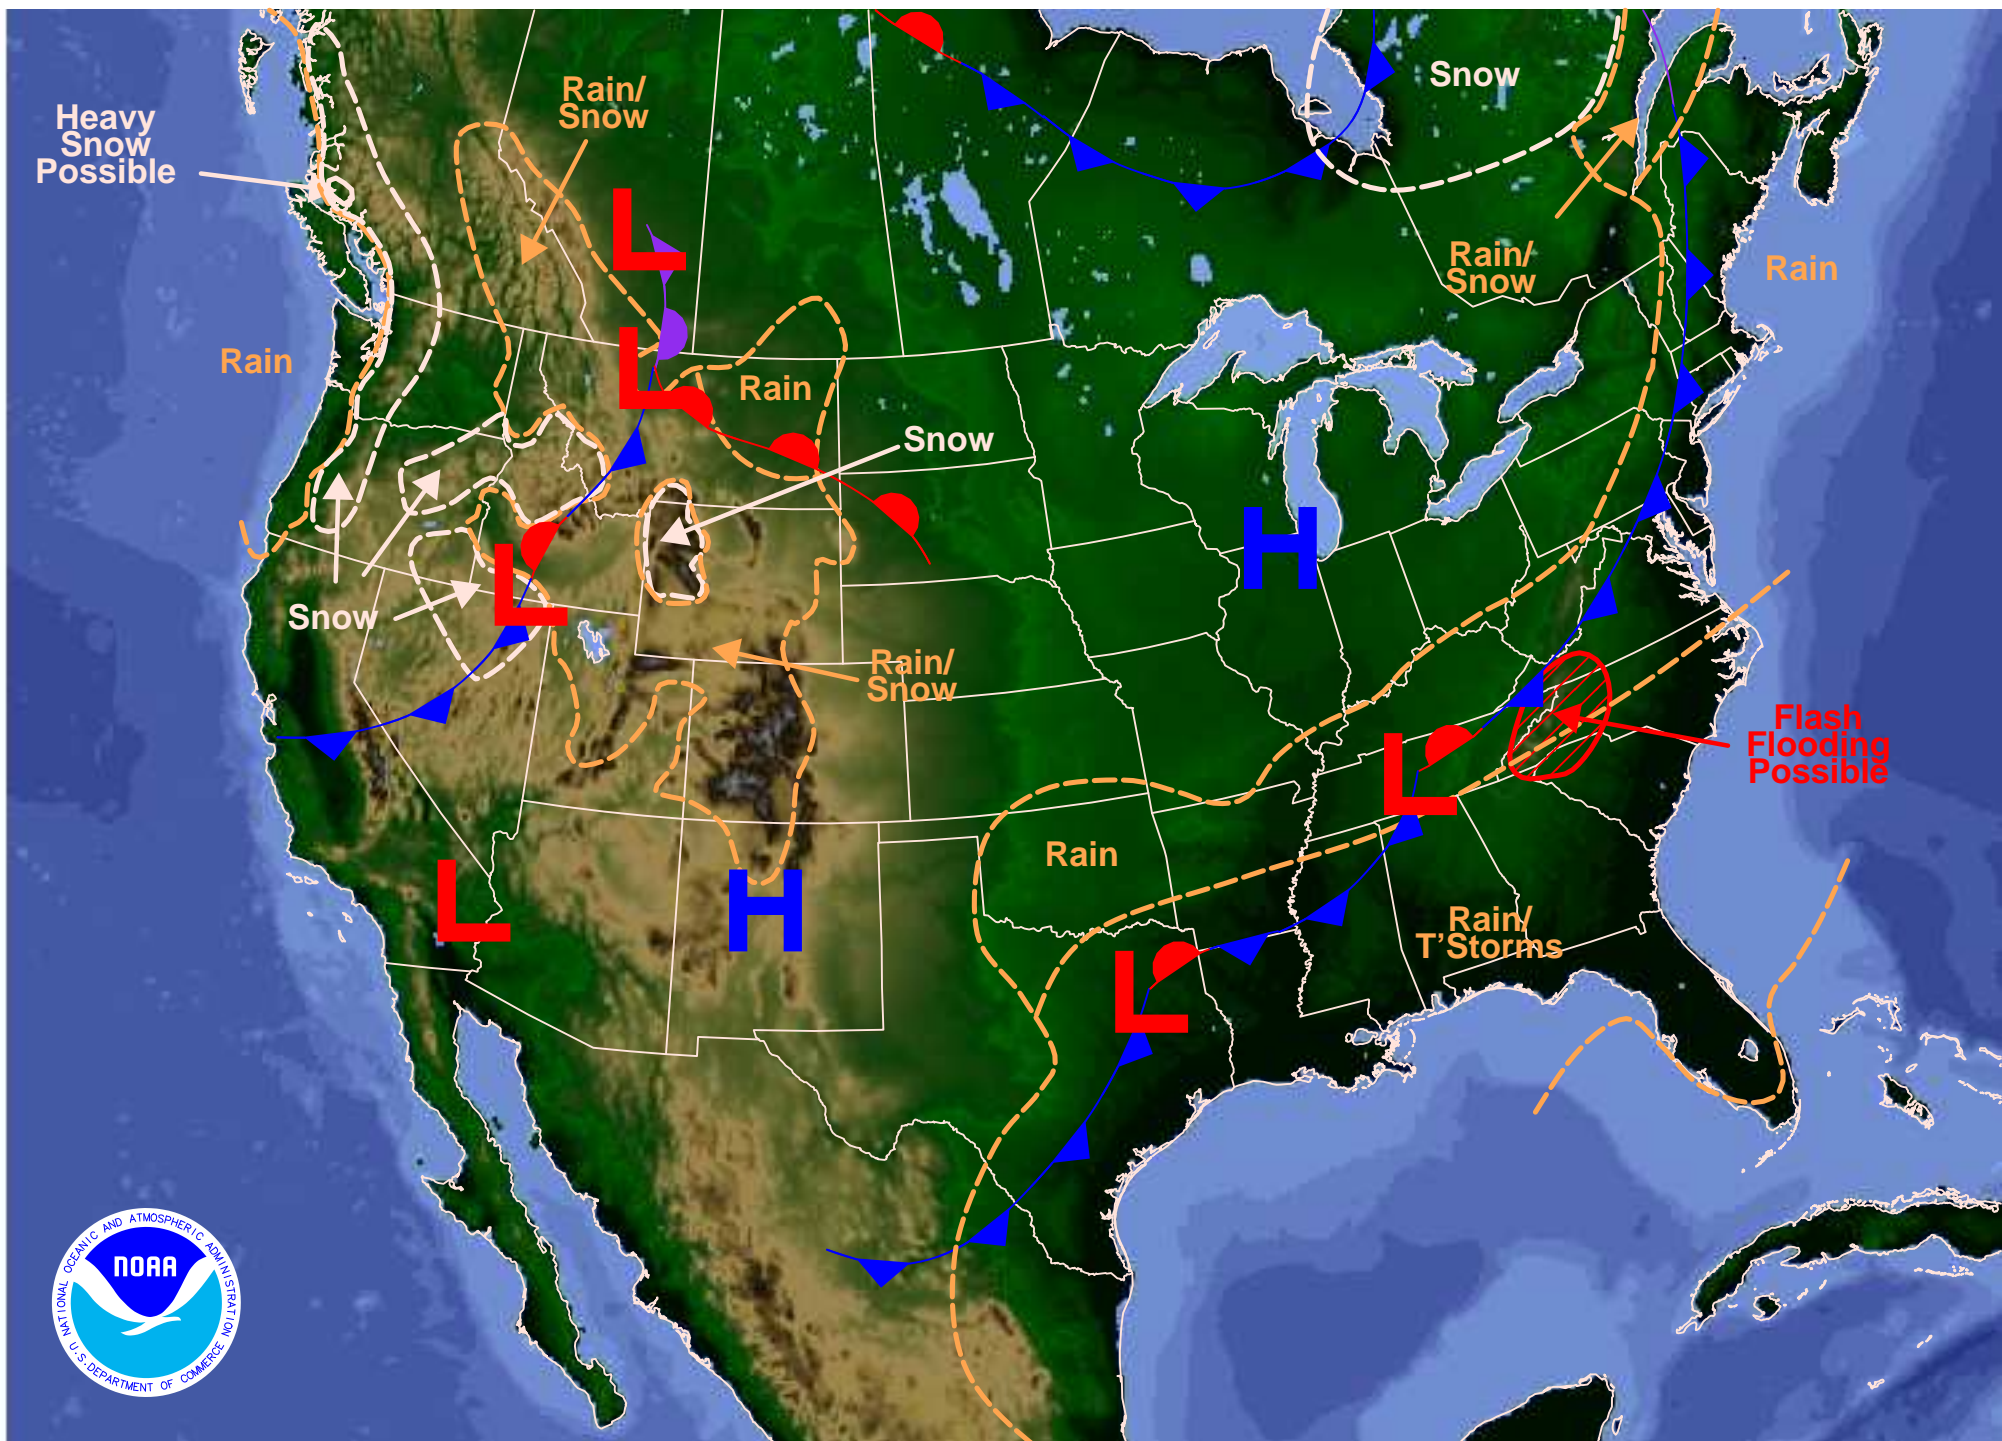 Snow
Rain/
Snow
Heavy
Snow
Possible
L
Rain/
Snow
Rain
Rain
L
Rain
Snow
H
L
Snow
Rain/
Snow
Flash
Flooding
Possible
L
Rain
L
H
Rain/
T'Storms
L
NATIONAL OCEANIC AND ATMOSPHERIC ADMINISTRATION
NOAA
U.S. DEPARTMENT OF COMMERCE